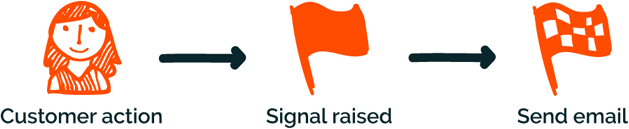 Customer action
Signal raised
Send email